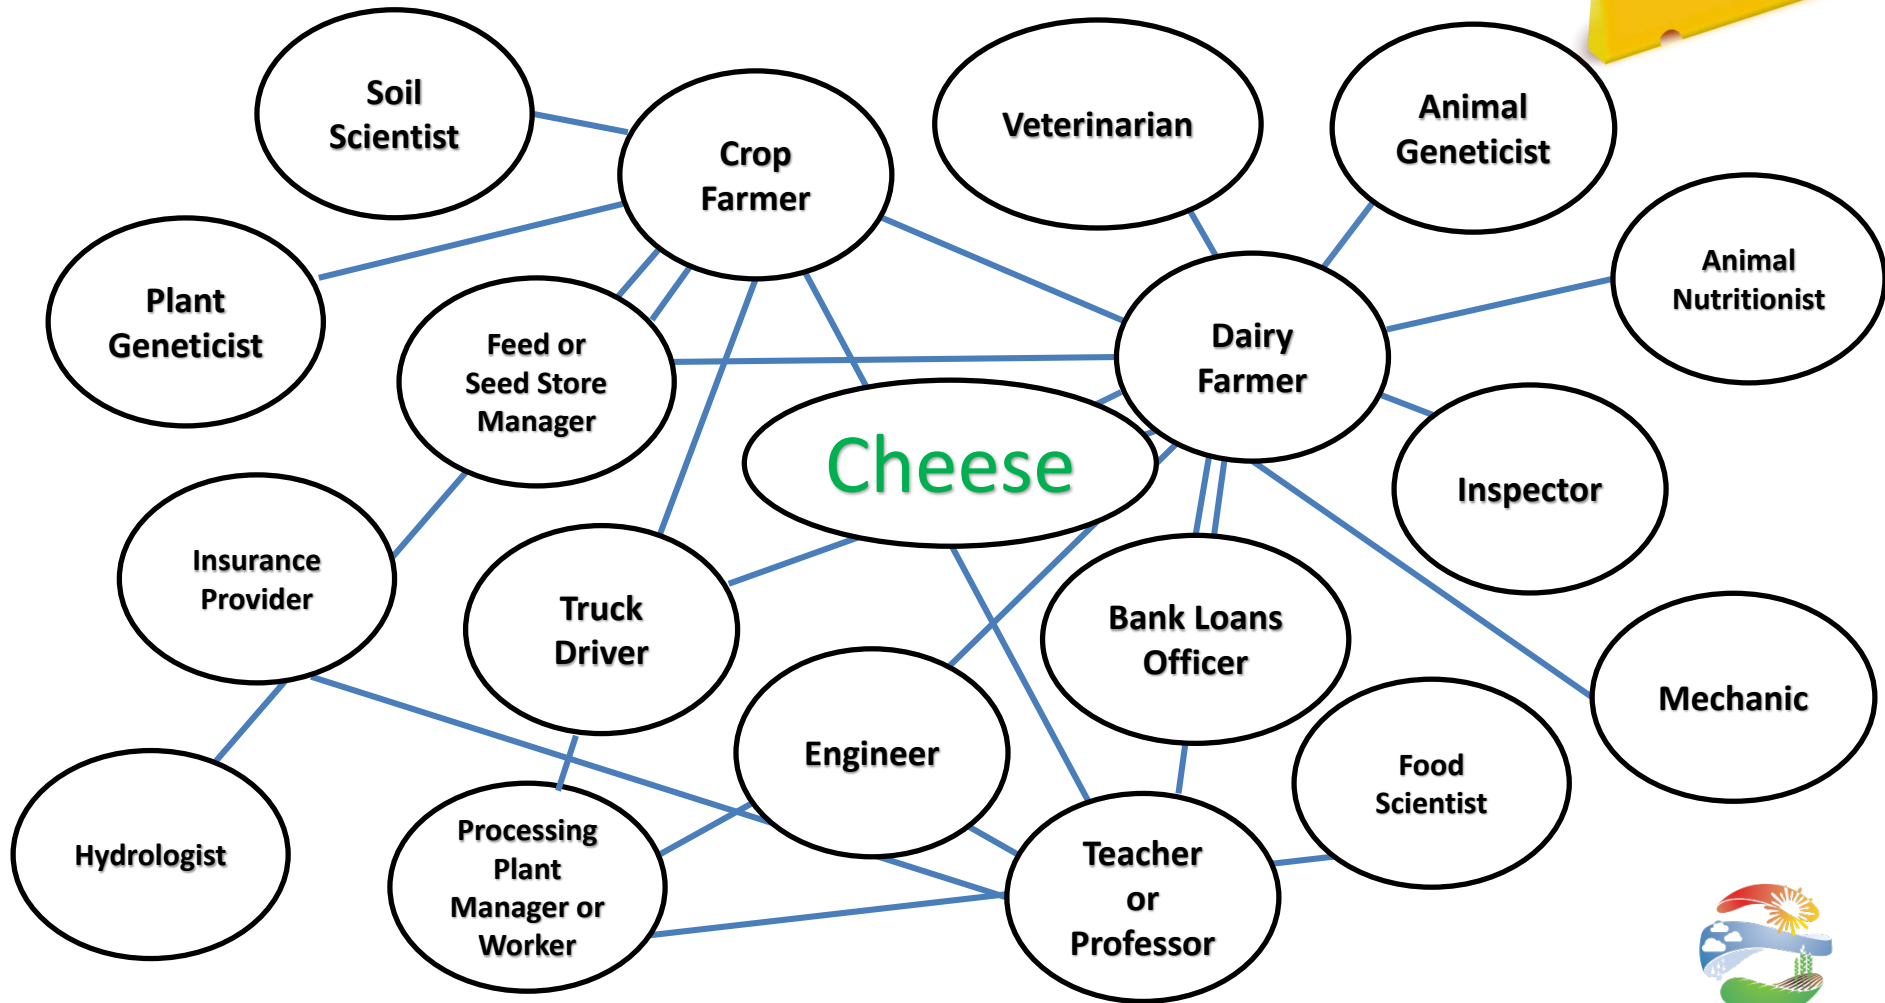 Soil
Scientist
Crop
Farmer
Veterinarian
Animal
Geneticist
Plant
Geneticist
Feed or
Seed Store
Manager
Dairy
Farmer
Animal
Nutritionist
Cheese
Inspector
Insurance
Provider
Truck
Driver
Bank Loans
Officer
Mechanic
Engineer
Food
Scientist
Hydrologist
Processing
Plant
Manager or
Worker
Teacher
or
Professor